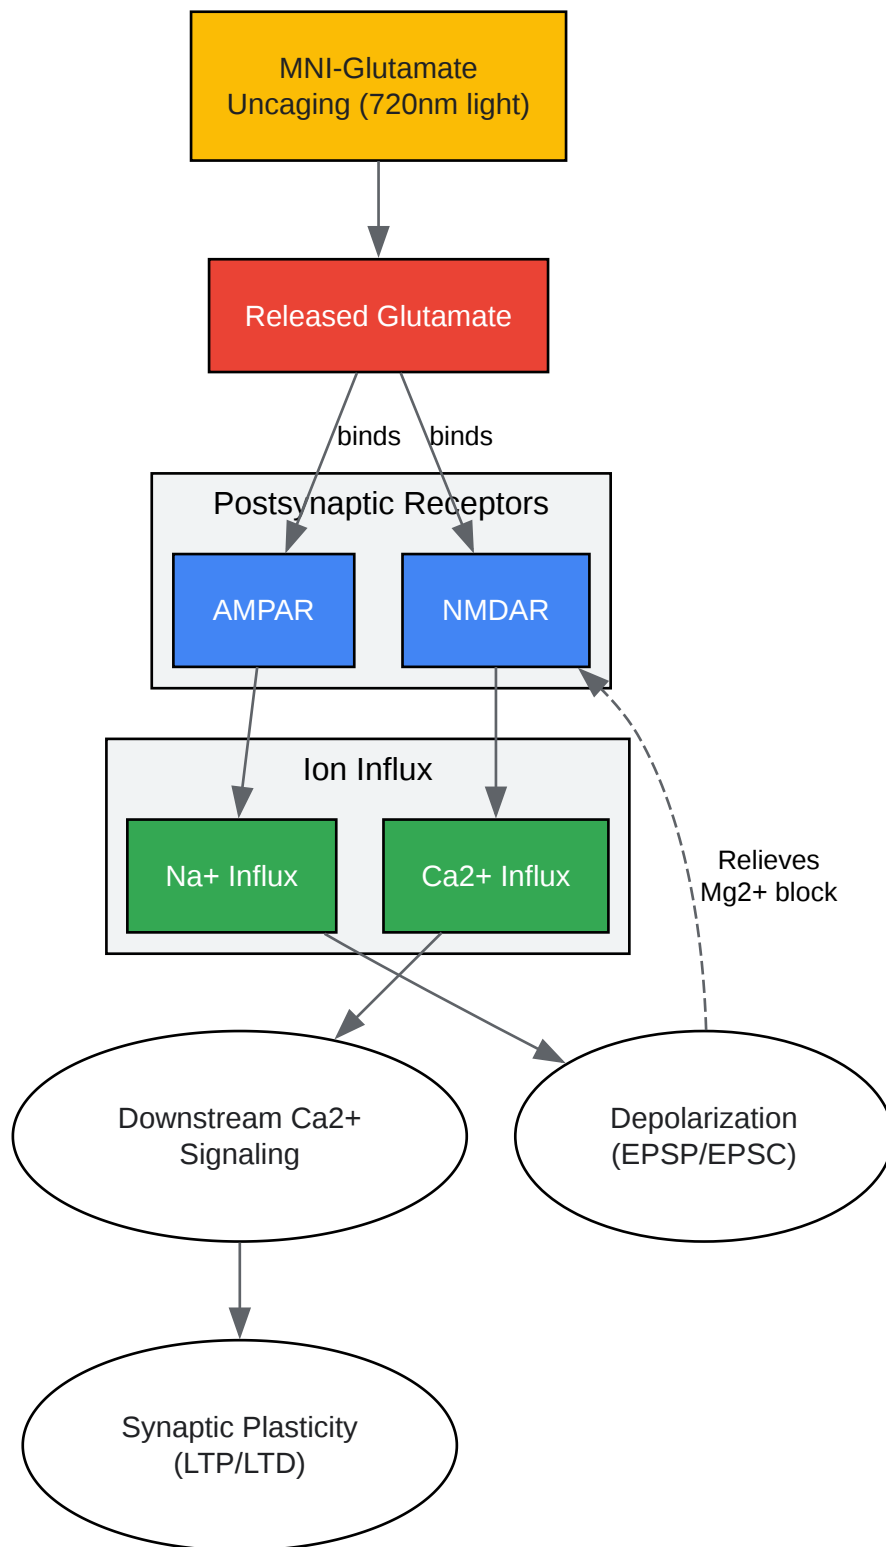 MNI-Glutamate
Uncaging (720nm light)
Released Glutamate
binds
binds
Postsynaptic Receptors
AMPAR
NMDAR
Ion Influx
Na+ Influx
Ca2+ Influx
Relieves
Mg2+ block
Downstream Ca2+
Signaling
Depolarization
(EPSP/EPSC)
Synaptic Plasticity
(LTP/LTD)